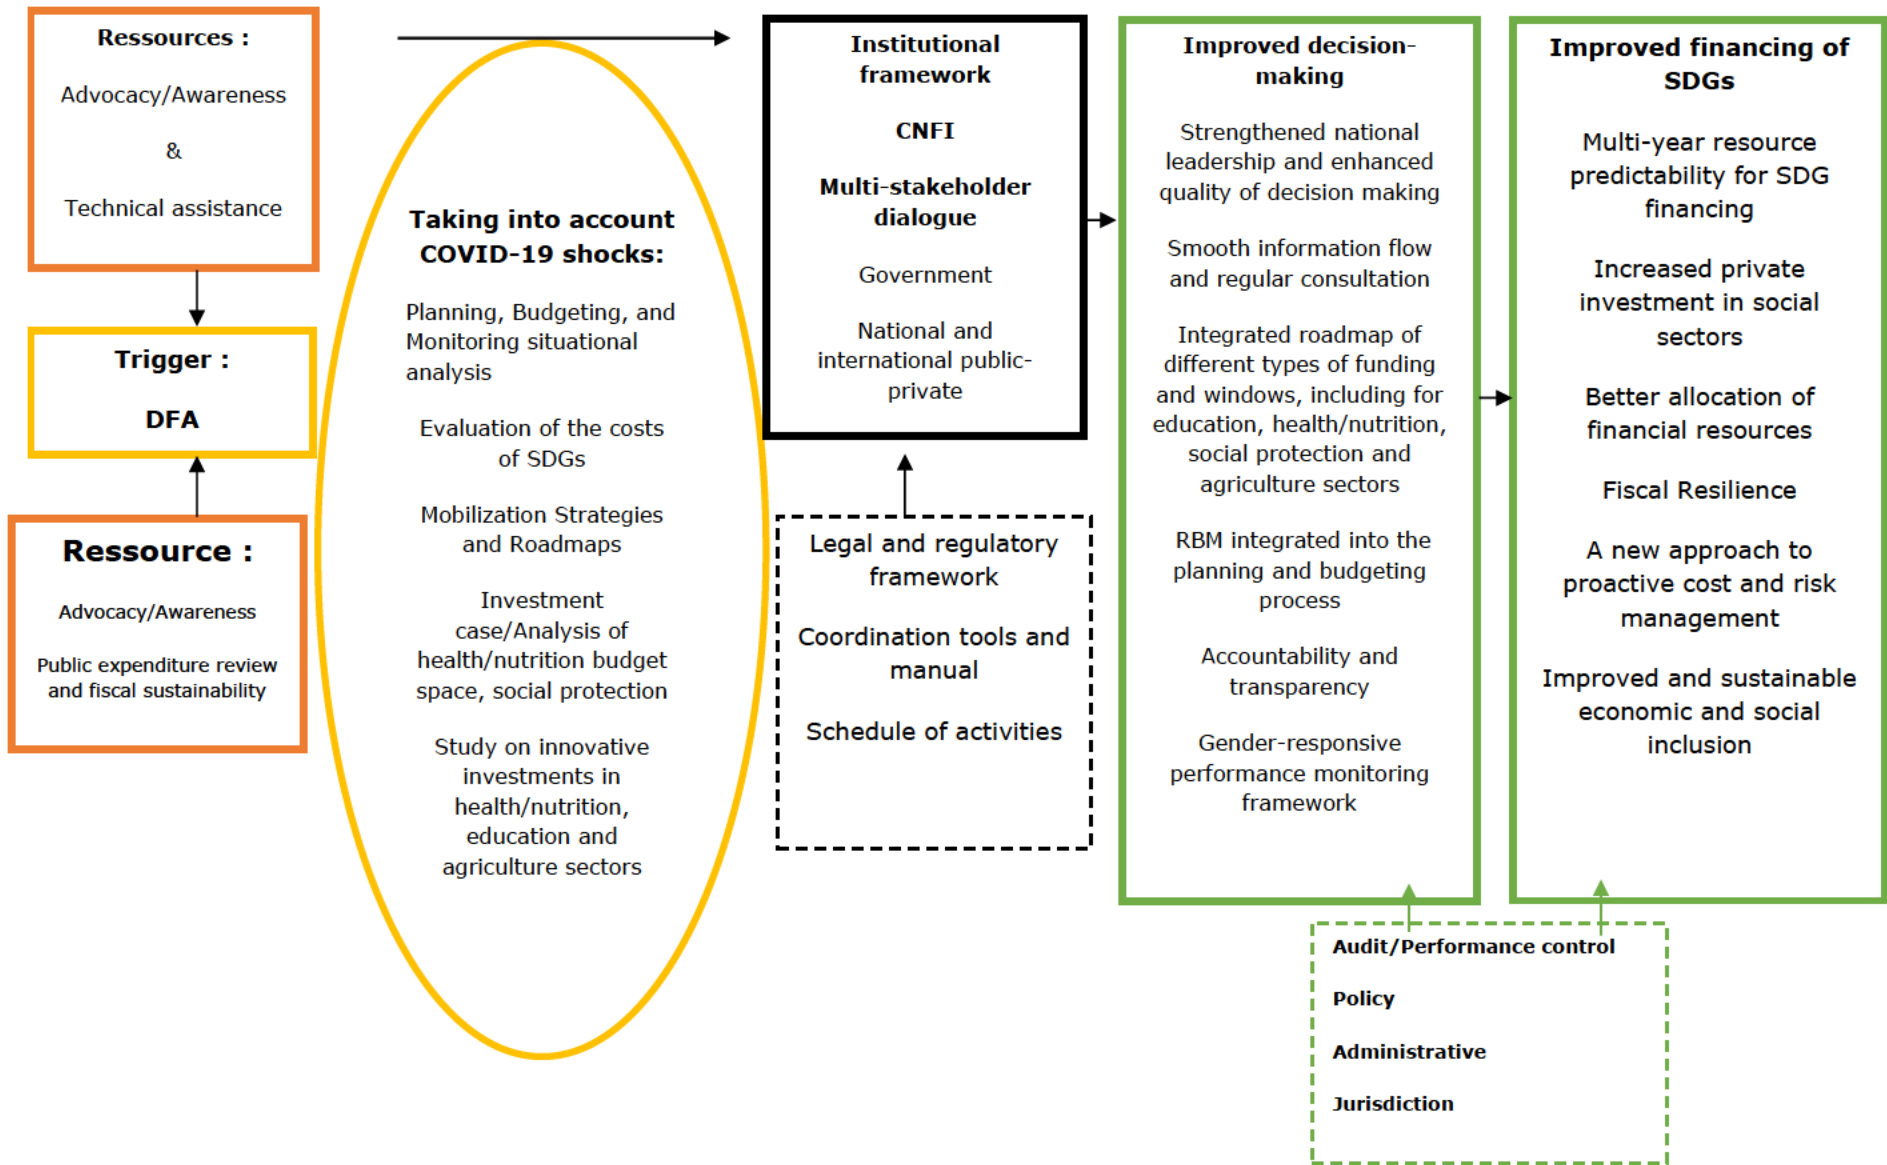 Ressources :
Advocacy/Awareness
&
Technical assistance
Trigger :
DFA
Ressource :
Advocacy/Awareness
Public expenditure review
and fiscal sustainability
Taking into account
COVID-19 shocks:
Planning, Budgeting, and
Monitoring situational
analysis
Evaluation of the costs
of SDGs
Mobilization Strategies
and Roadmaps
Investment
case/Analysis of
health/nutrition budget
space, social protection
Study on innovative
investments in
health/nutrition,
education and
agriculture sectors
Institutional
framework
CNFI
Multi-stakeholder
dialogue
Government
National and
international public-
private
Legal and regulatory
framework
Coordination tools and
manual
Schedule of activities
Improved decision-
making
Strengthened national
leadership and enhanced
quality of decision making
Smooth information flow
and regular consultation
Integrated roadmap of
different types of funding
and windows, including for
education, health/nutrition,
social protection and
agriculture sectors
RBM integrated into the
planning and budgeting
process
Accountability and
transparency
Gender-responsive
performance monitoring
framework
Improved financing of
SDGs
Multi-year resource
predictability for SDG
financing
Increased private
investment in social
sectors
Better allocation of
financial resources
Fiscal Resilience
A new approach to
proactive cost and risk
management
Improved and sustainable
economic and social
inclusion
Audit/Performance control
Policy
Administrative
Jurisdiction